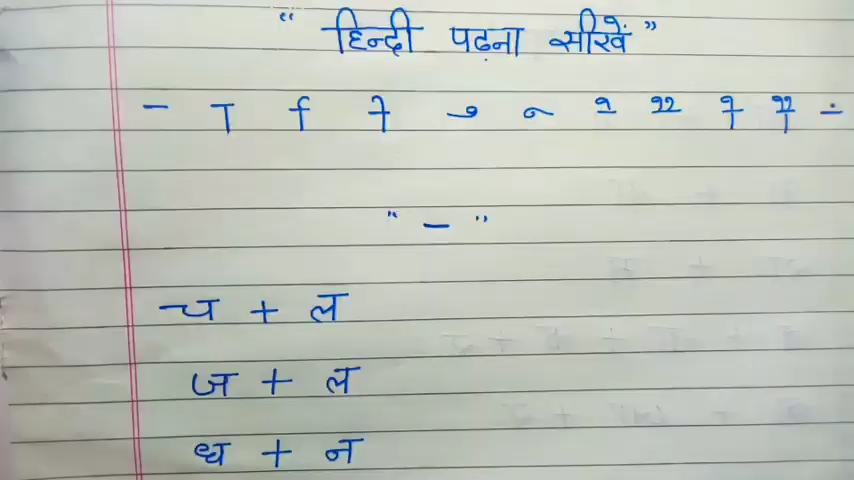 “ हिन्दी पढ़ना सीखें ”
– ा ि ी ु ू े ै ो ौ ∸
" – "
च + ल
ज + ल
ध + न